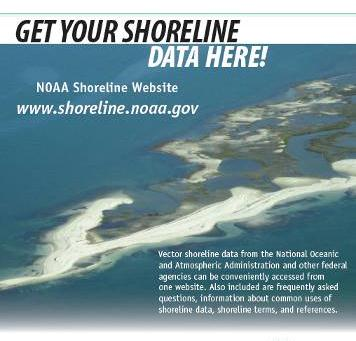 GET YOUR SHORELINE
DATA HERE!
NOAA Shoreline Website
www.shoreline.noaa.gov
Vector shoreline data from the National Oceanic
and Atmospheric Administration and other federal
agencies can be conveniently accessed from
one website. Also included are frequently asked
questions, information about common uses of
shoreline data, shoreline terms, and references.